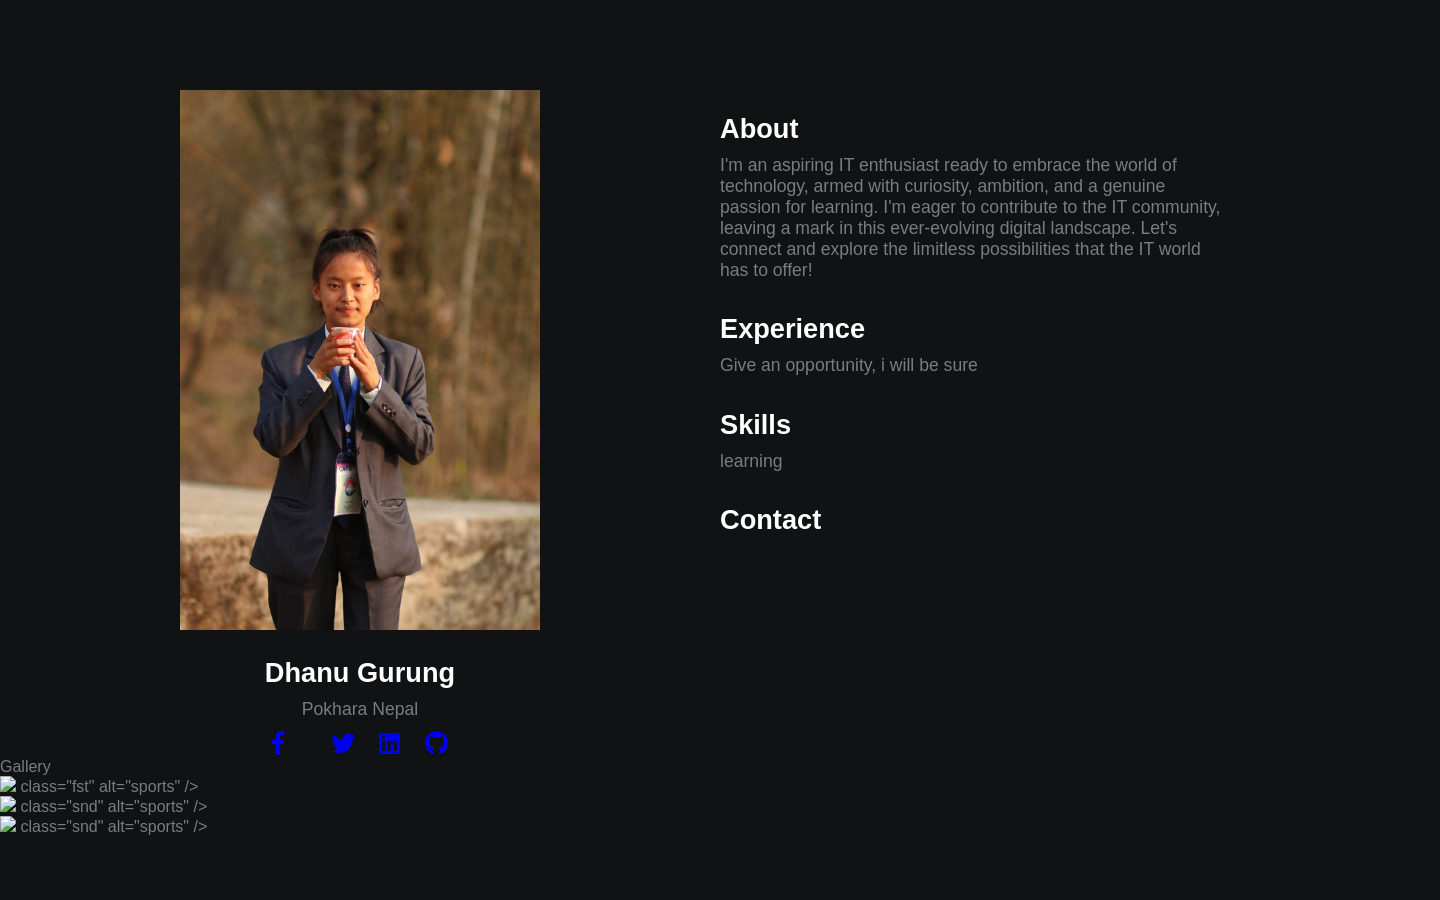 About
I'm an aspiring IT enthusiast ready to embrace the world of
technology, armed with curiosity, ambition, and a genuine
passion for learning. I'm eager to contribute to the IT community,
leaving a mark in this ever-evolving digital landscape. Let's
connect and explore the limitless possibilities that the IT world
has to offer!
Experience
Give an opportunity, i will be sure
Skills
learning
Contact
Dhanu Gurung
Pokhara Nepal
Gallery
class="fst" alt="sports" />
class="snd" alt="sports" />
class="snd" alt="sports" />